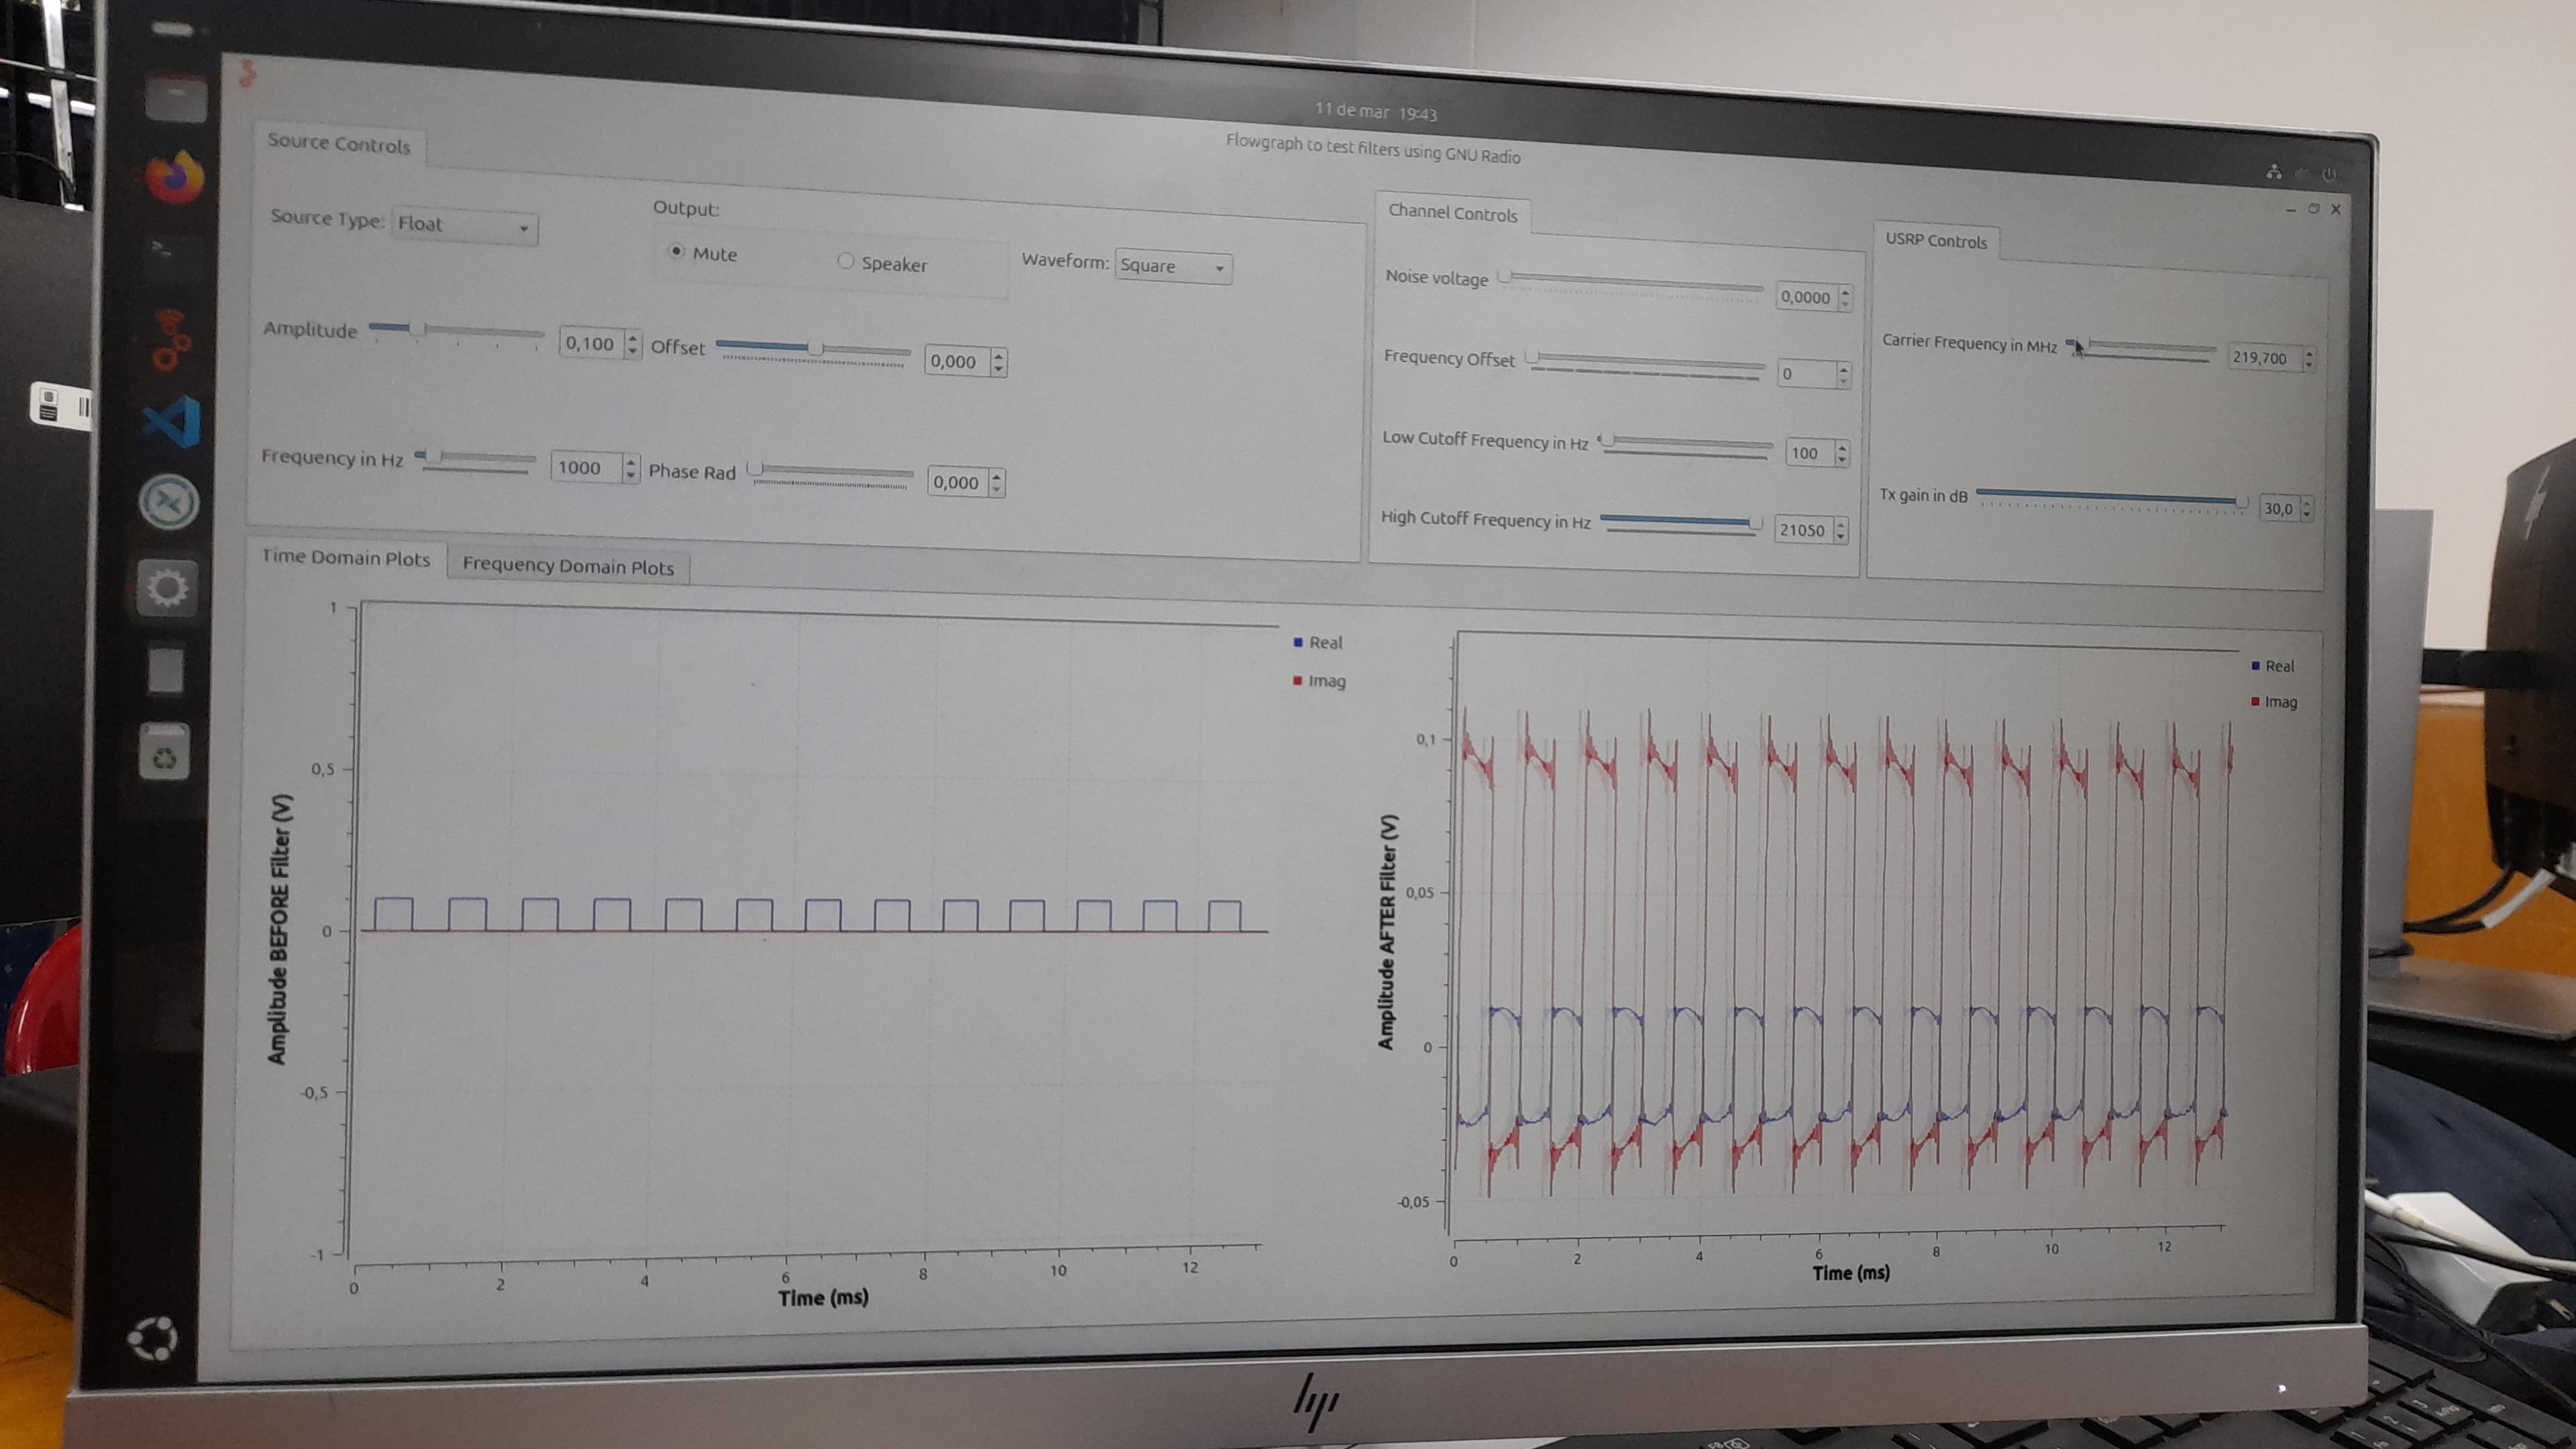 11 de mar 19:43
Flowgraph to test filters using GNU Radio
Source Controls
Source Type: Float
Output:
Mute
Speaker
Waveform: Square
Amplitude
0,100
Offset
0,000
Frequency in Hz
1000
Phase Rad
0,000
Channel Controls
Noise voltage
0,0000
Frequency Offset
0
Low Cutoff Frequency in Hz
100
High Cutoff Frequency in Hz
21050
USRP Controls
Carrier Frequency in MHz
219,700
Tx gain in dB
30,0
Time Domain Plots
Frequency Domain Plots
Amplitude BEFORE Filter (V)
1
0,5
0
-0,5
-1
0 2 4 6 8 10 12
Time (ms)
Real
Imag
Amplitude AFTER Filter (V)
0,1
0,05
0
-0,05
0 2 4 6 8 10 12
Time (ms)
Real
Imag
hp